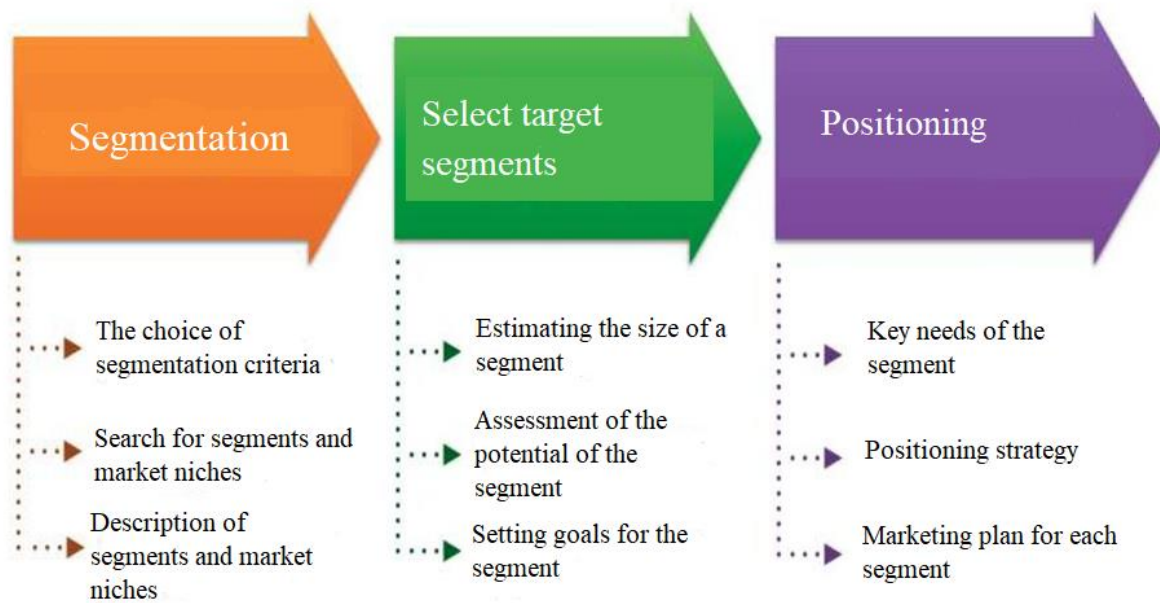 Segmentation
The choice of
segmentation criteria
Search for segments and
market niches
Description of
segments and market
niches
Select target
segments
Estimating the size of a
segment
Assessment of the
potential of the
segment
Setting goals for the
segment
Positioning
Key needs of the
segment
Positioning strategy
Marketing plan for each
segment